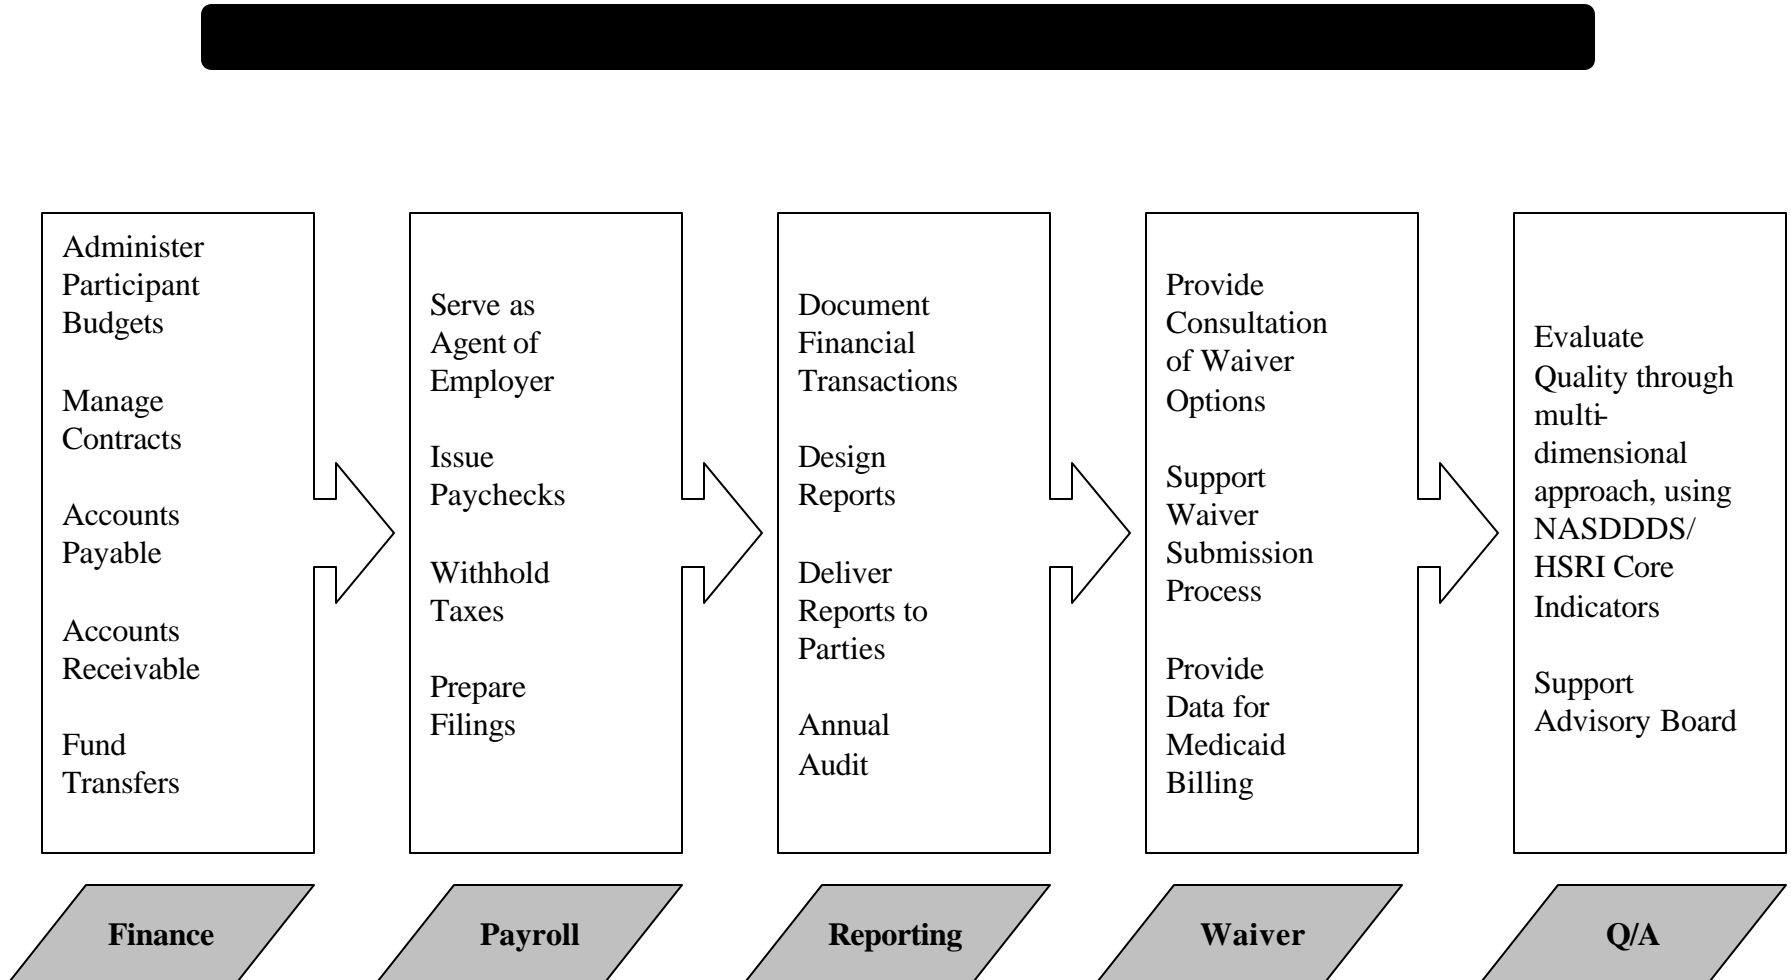 Administer
Participant
Budgets
Manage
Contracts
Accounts
Payable
Accounts
Receivable
Fund
Transfers
Serve as
Agent of
Employer
Issue
Paychecks
Withhold
Taxes
Prepare
Filings
Document
Financial
Transactions
Design
Reports
Deliver
Reports to
Parties
Annual
Audit
Provide
Consultation
of Waiver
Options
Support
Waiver
Submission
Process
Provide
Data for
Medicaid
Billing
Evaluate
Quality through
multi-
dimensional
approach, using
NASDDDS/
HSRI Core
Indicators
Support
Advisory Board
Finance
Payroll
Reporting
Waiver
Q/A